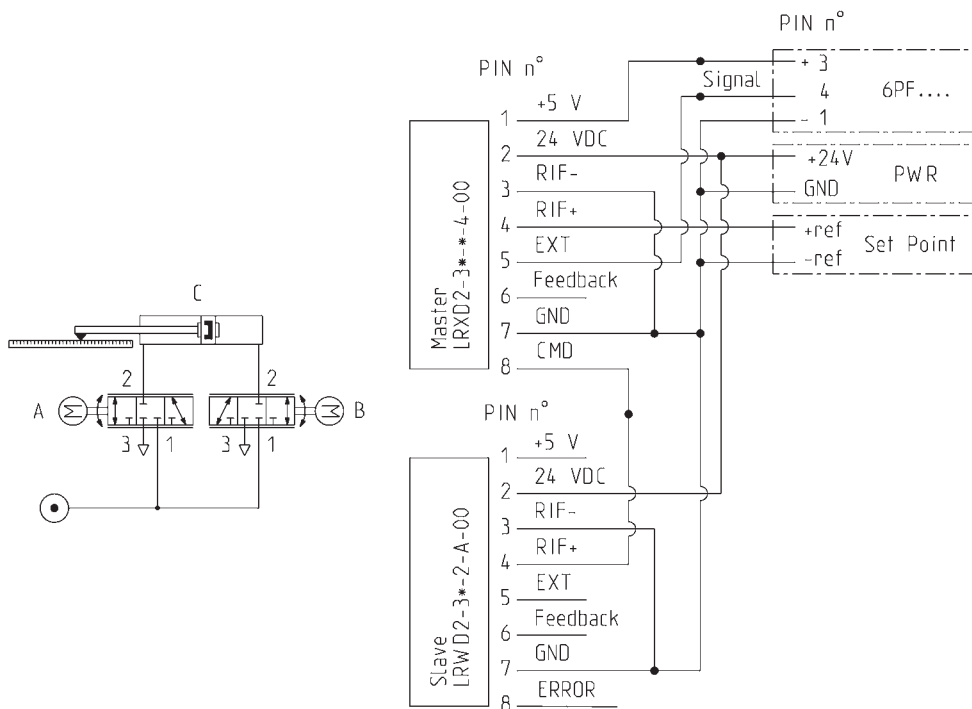 PIN n°
+ 3
Signal
4
6PF....
- 1
+24V
PWR
GND
+ref
Set Point
-ref
PIN n°
Master
LRXD2-3*-*-4-00
1
+5 V
2
24 VDC
3
RIF-
4
RIF+
5
EXT
6
Feedback
7
GND
8
CMD
PIN n°
Slave
LRWD2-3*-2-A-00
1
+5 V
2
24 VDC
3
RIF-
4
RIF+
5
EXT
6
Feedback
7
GND
8
ERROR
C
2
2
A
M
M
B
3
1
3
1